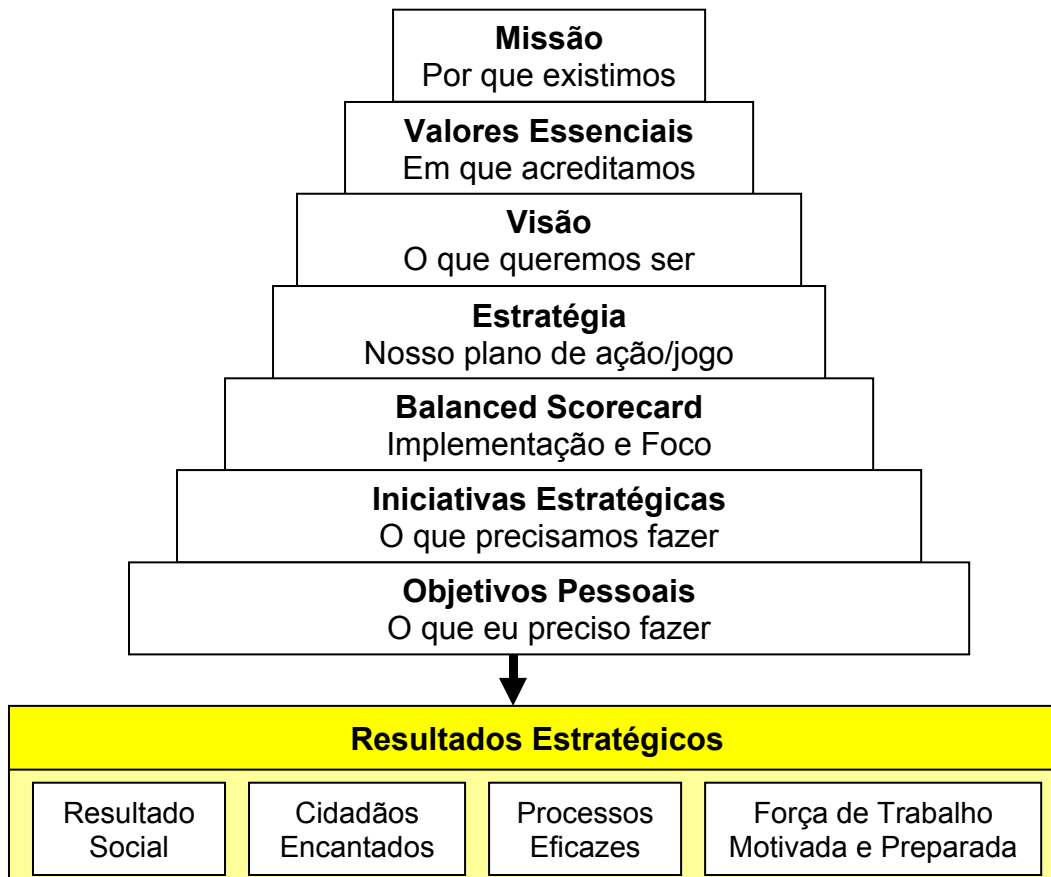 Missão
Por que existimos
Valores Essenciais
Em que acreditamos
Visão
O que queremos ser
Estratégia
Nosso plano de ação/jogo
Balanced Scorecard
Implementação e Foco
Iniciativas Estratégicas
O que precisamos fazer
Objetivos Pessoais
O que eu preciso fazer
Resultados Estratégicos
Resultado
Social
Cidadãos
Encantados
Processos
Eficazes
Força de Trabalho
Motivada e Preparada